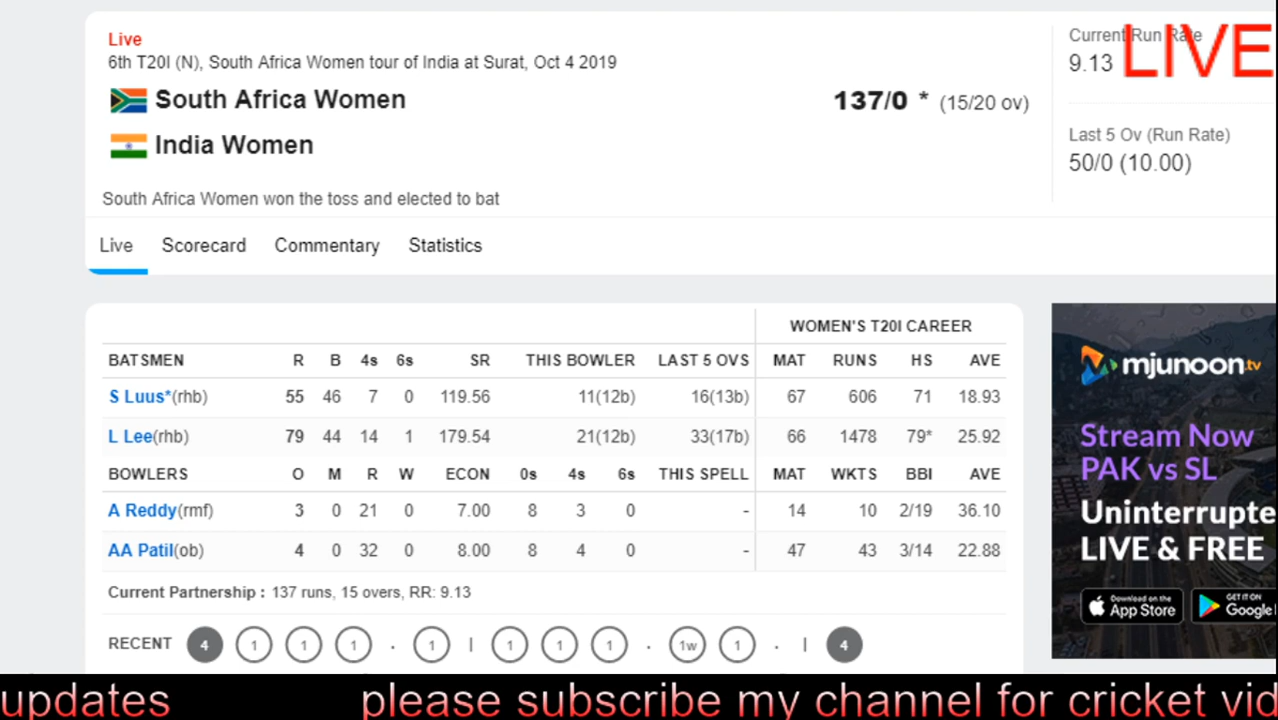 Live
6th T20I (N), South Africa Women tour of India at Surat, Oct 4 2019
South Africa Women 137/0 * (15/20 ov)
India Women
South Africa Women won the toss and elected to bat
Current Run Rate
9.13
LIVE
Last 5 Ov (Run Rate)
50/0 (10.00)
Live Scorecard Commentary Statistics
WOMEN'S T20I CAREER
BATSMEN R B 4s 6s SR THIS BOWLER LAST 5 OVS MAT RUNS HS AVE
S Luus*(rhb) 55 46 7 0 119.56 11(12b) 16(13b) 67 606 71 18.93
L Lee(rhb) 79 44 14 1 179.54 21(12b) 33(17b) 66 1478 79* 25.92
BOWLERS O M R W ECON 0s 4s 6s THIS SPELL MAT WKTS BBI AVE
A Reddy(rmf) 3 0 21 0 7.00 8 3 0 - 14 10 2/19 36.10
AA Patil(ob) 4 0 32 0 8.00 8 4 0 - 47 43 3/14 22.88
Current Partnership : 137 runs, 15 overs, RR: 9.13
RECENT 4 1 1 1 . 1 | 1 1 1 . 1w 1 . | 4
mjunoon.tv
Stream Now
PAK vs SL
Uninterrupte
LIVE & FREE
Download on the
App Store
GET IT ON
Google
updates please subscribe my channel for cricket vid